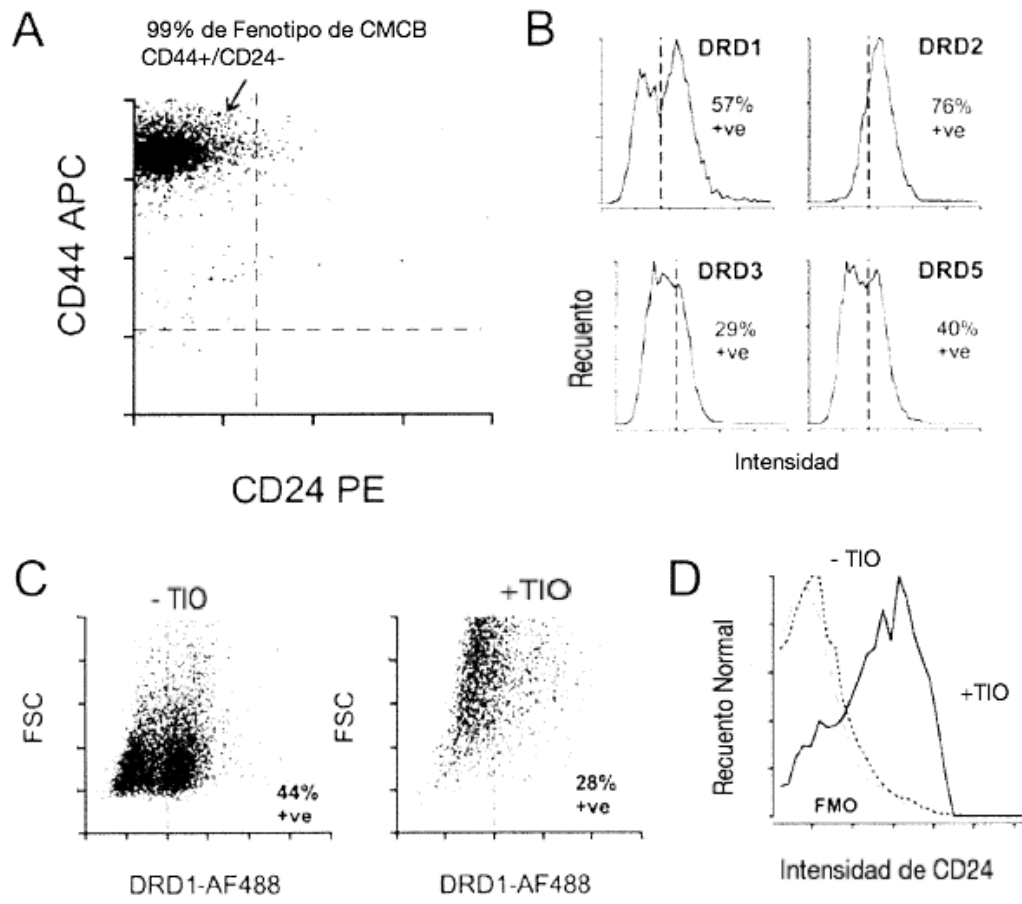 A
99% de Fenotipo de CMCB
CD44+/CD24-
CD44 APC
CD24 PE
B
DRD1
57%
+ve
DRD2
76%
+ve
DRD3
29%
+ve
DRD5
40%
+ve
Recuento
Intensidad
C
- TIO
FSC
44%
+ve
DRD1-AF488
+TIO
FSC
28%
+ve
DRD1-AF488
D
- TIO
+TIO
FMO
Recuento Normal
Intensidad de CD24